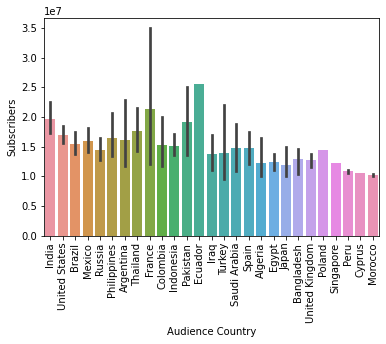 1e7
3.5
3.0
2.5
2.0
1.5
1.0
0.5
0.0
Subscribers
India
United States
Brazil
Mexico
Russia
Philippines
Argentina
Thailand
France
Colombia
Indonesia
Pakistan
Ecuador
Iraq
Turkey
Saudi Arabia
Spain
Algeria
Egypt
Japan
Bangladesh
United Kingdom
Poland
Singapore
Peru
Cyprus
Morocco
Audience Country